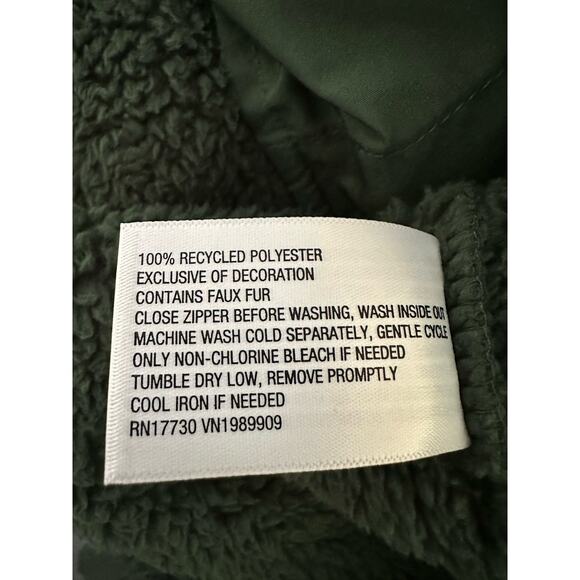 100% RECYCLED POLYESTER
EXCLUSIVE OF DECORATION
CONTAINS FAUX FUR
CLOSE ZIPPER BEFORE WASHING, WASH INSIDE OUT
MACHINE WASH COLD SEPARATELY, GENTLE CYCLE
ONLY NON-CHLORINE BLEACH IF NEEDED
TUMBLE DRY LOW, REMOVE PROMPTLY
COOL IRON IF NEEDED
RN17730 VN1989909